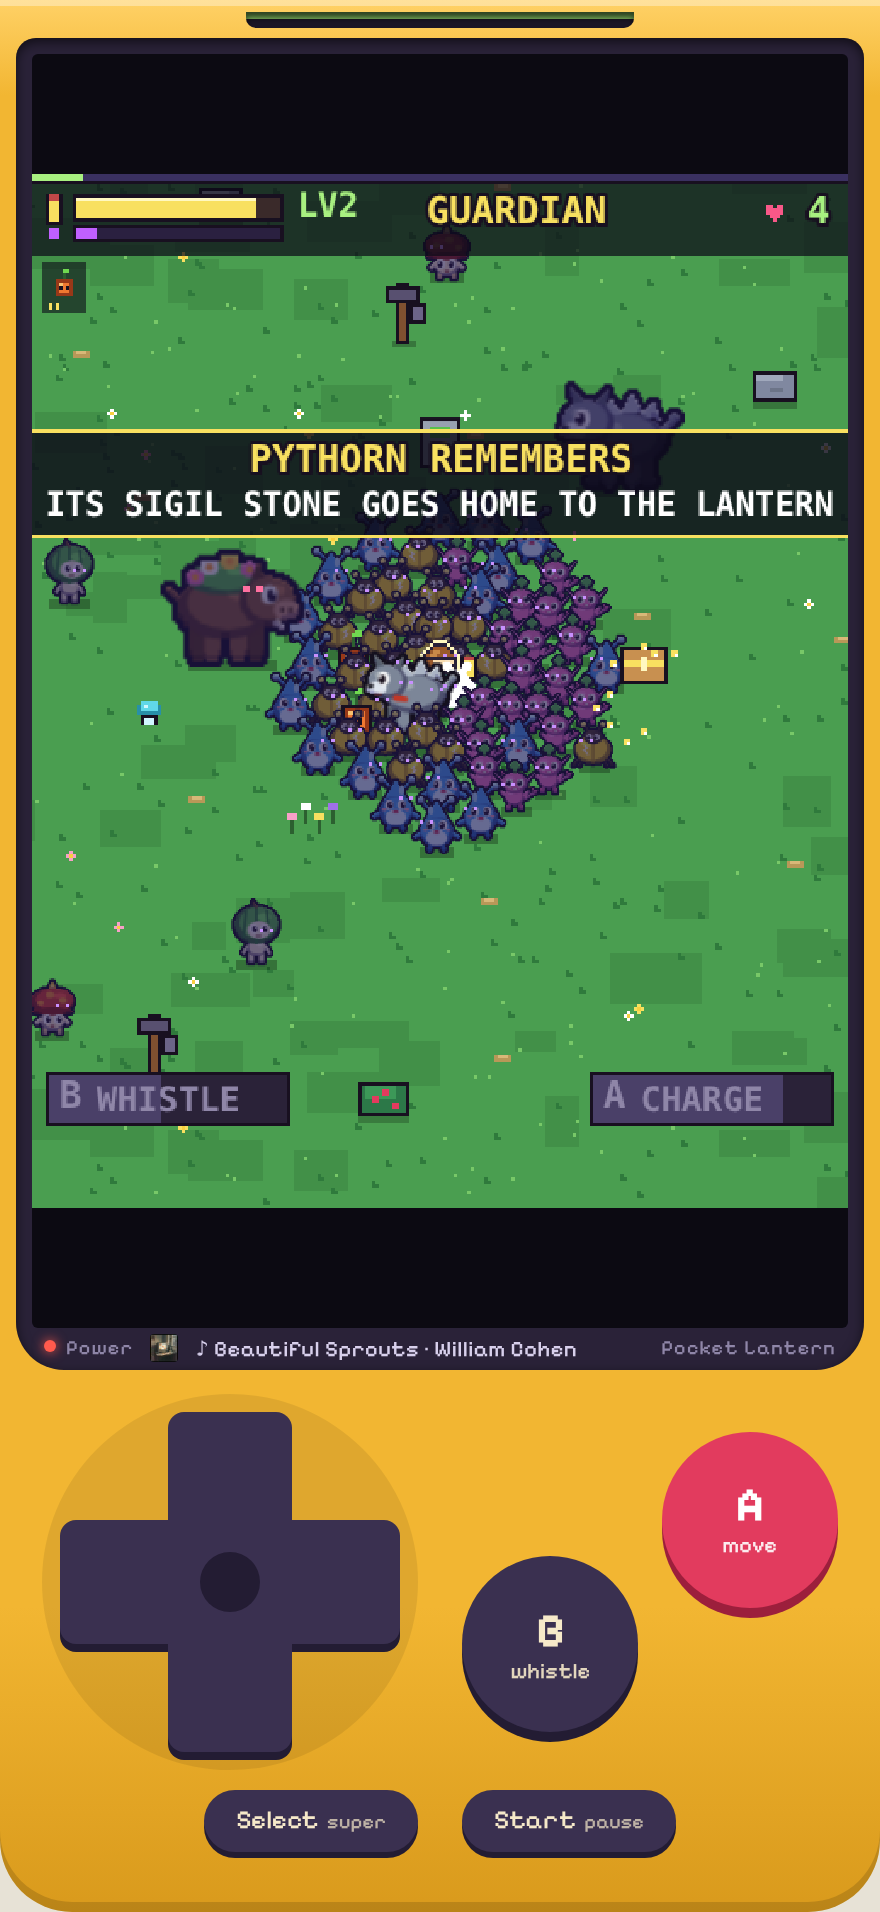 LV2 GUARDIAN 4
PYTHORN REMEMBERS
ITS SIGIL STONE GOES HOME TO THE LANTERN
B WHISTLE
A CHARGE
Power ♪ Beautiful Sprouts · William Cohen Pocket Lantern
A
move
B
whistle
Select super
Start pause